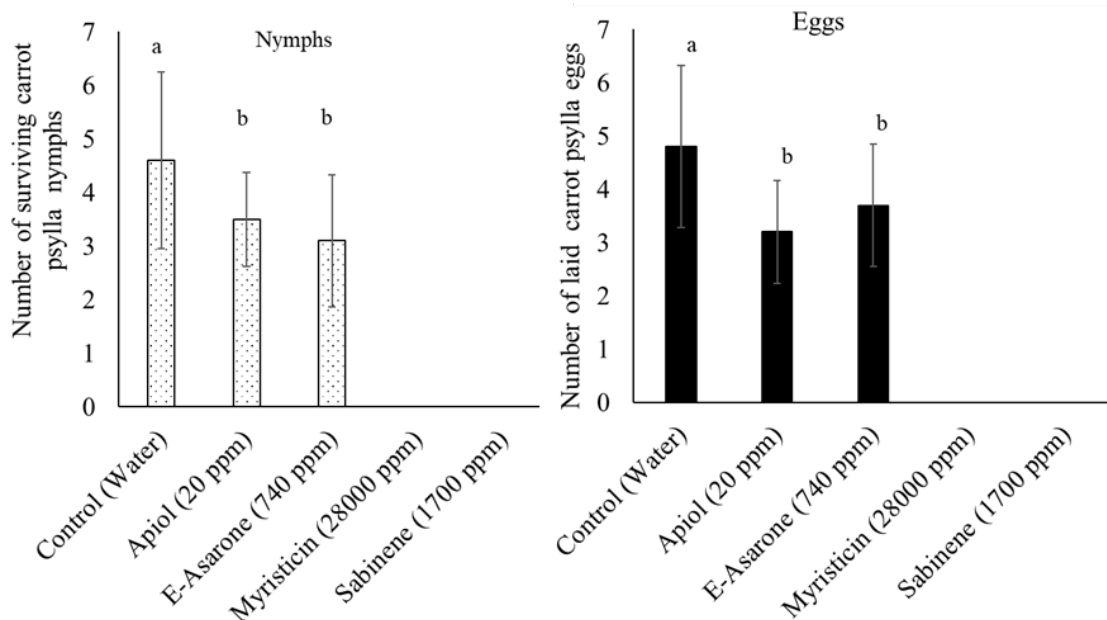 Nymphs
Number of surviving carrot
psylla nymphs
7
6
5
4
3
2
1
0
a
b
b
Control (Water)
Apiol (20 ppm)
E-Asarone (740 ppm)
Myristicin (28000 ppm)
Sabinene (1700 ppm)
Eggs
Number of laid carrot psylla eggs
7
6
5
4
3
2
1
0
a
b
b
Control (Water)
Apiol (20 ppm)
E-Asarone (740 ppm)
Myristicin (28000 ppm)
Sabinene (1700 ppm)